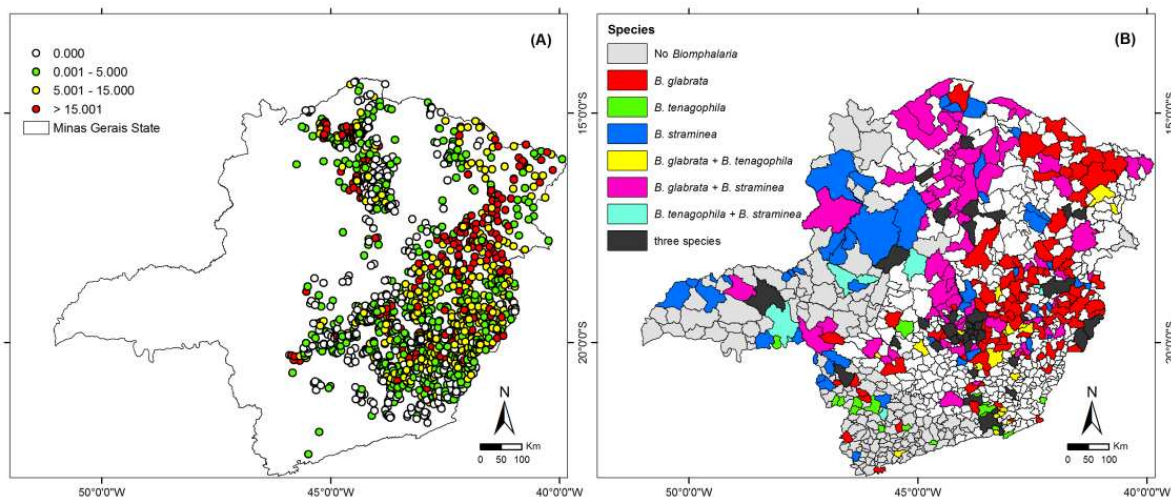 (A)
0.000
0.001 - 5.000
5.001 - 15.000
> 15.001
Minas Gerais State
15°0'0"S
20°0'0"S
N
Km
0 50 100
50°0'0"W
45°0'0"W
40°0'0"W
(B)
Species
No Biomphalaria
B. glabrata
B. tenagophila
B. straminea
B. glabrata + B. tenagophila
B. glabrata + B. straminea
B. tenagophila + B. straminea
three species
15°0'0"S
20°0'0"S
N
Km
0 50 100
50°0'0"W
45°0'0"W
40°0'0"W